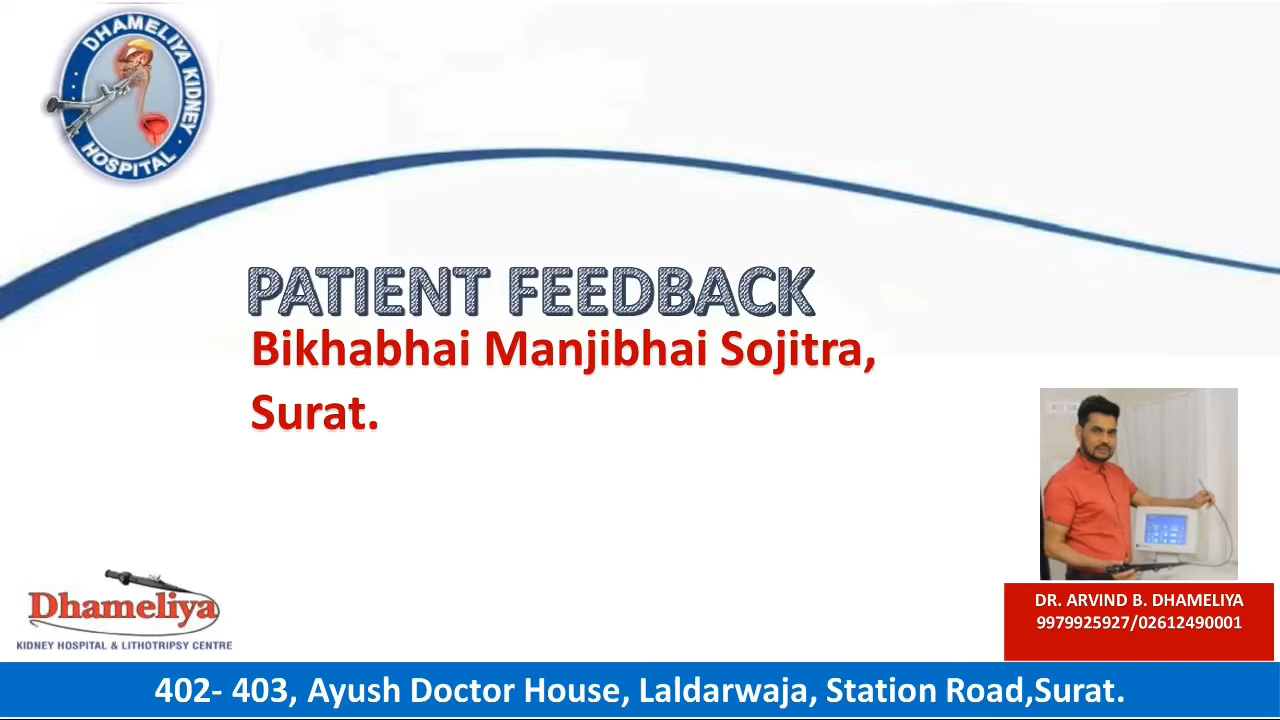 DHAMELIYA KIDNEY
HOSPITAL
PATIENT FEEDBACK
Bikhabhai Manjibhai Sojitra,
Surat.
Dhameliya
KIDNEY HOSPITAL & LITHOTRIPSY CENTRE
DR. ARVIND B. DHAMELIYA
9979925927/02612490001
402- 403, Ayush Doctor House, Laldarwaja, Station Road,Surat.